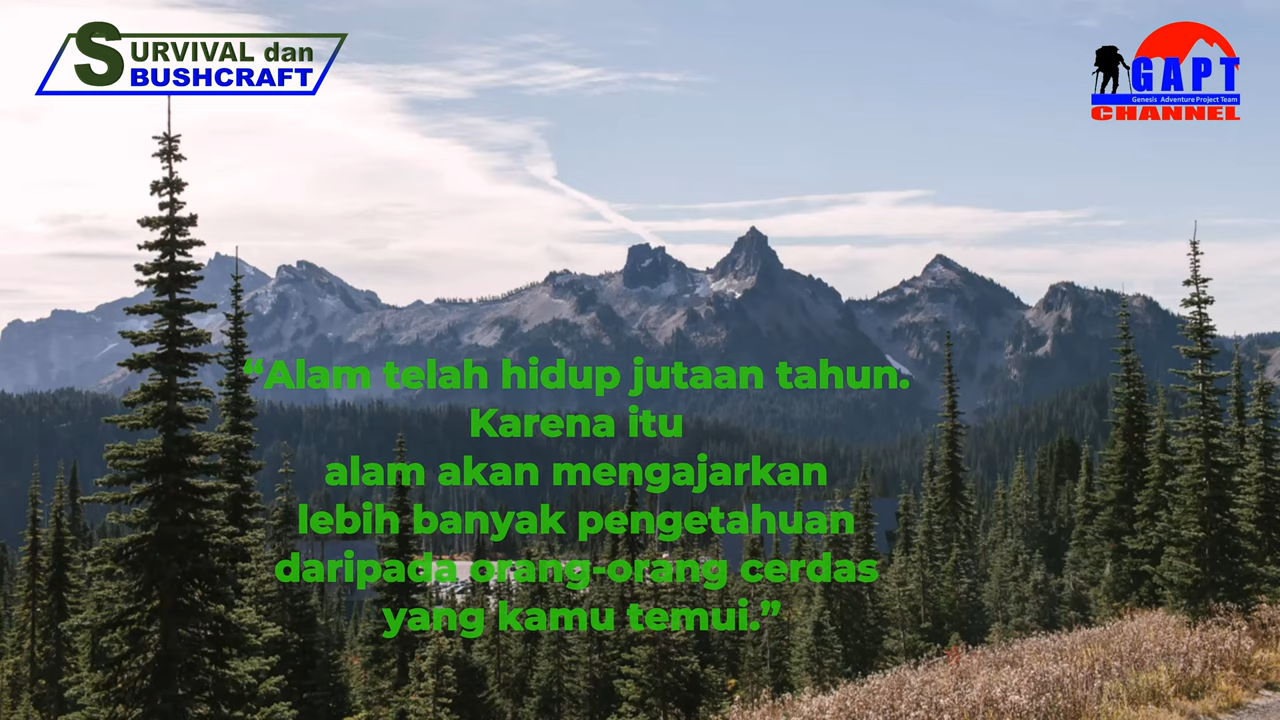 SURVIVAL dan
BUSHCRAFT
GAPT
Genesis Adventure Project Team
CHANNEL
“Alam telah hidup jutaan tahun.
Karena itu
alam akan mengajarkan
lebih banyak pengetahuan
daripada orang-orang cerdas
yang kamu temui.”